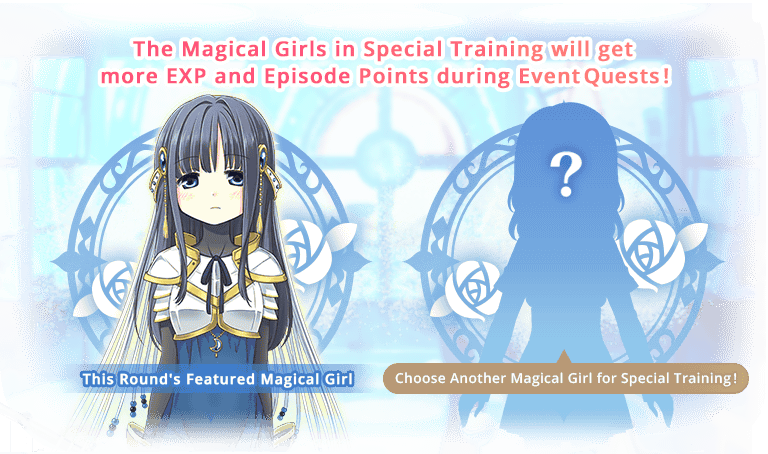 The Magical Girls in Special Training will get
more EXP and Episode Points during Event Quests!
?
This Round's Featured Magical Girl
Choose Another Magical Girl for Special Training!